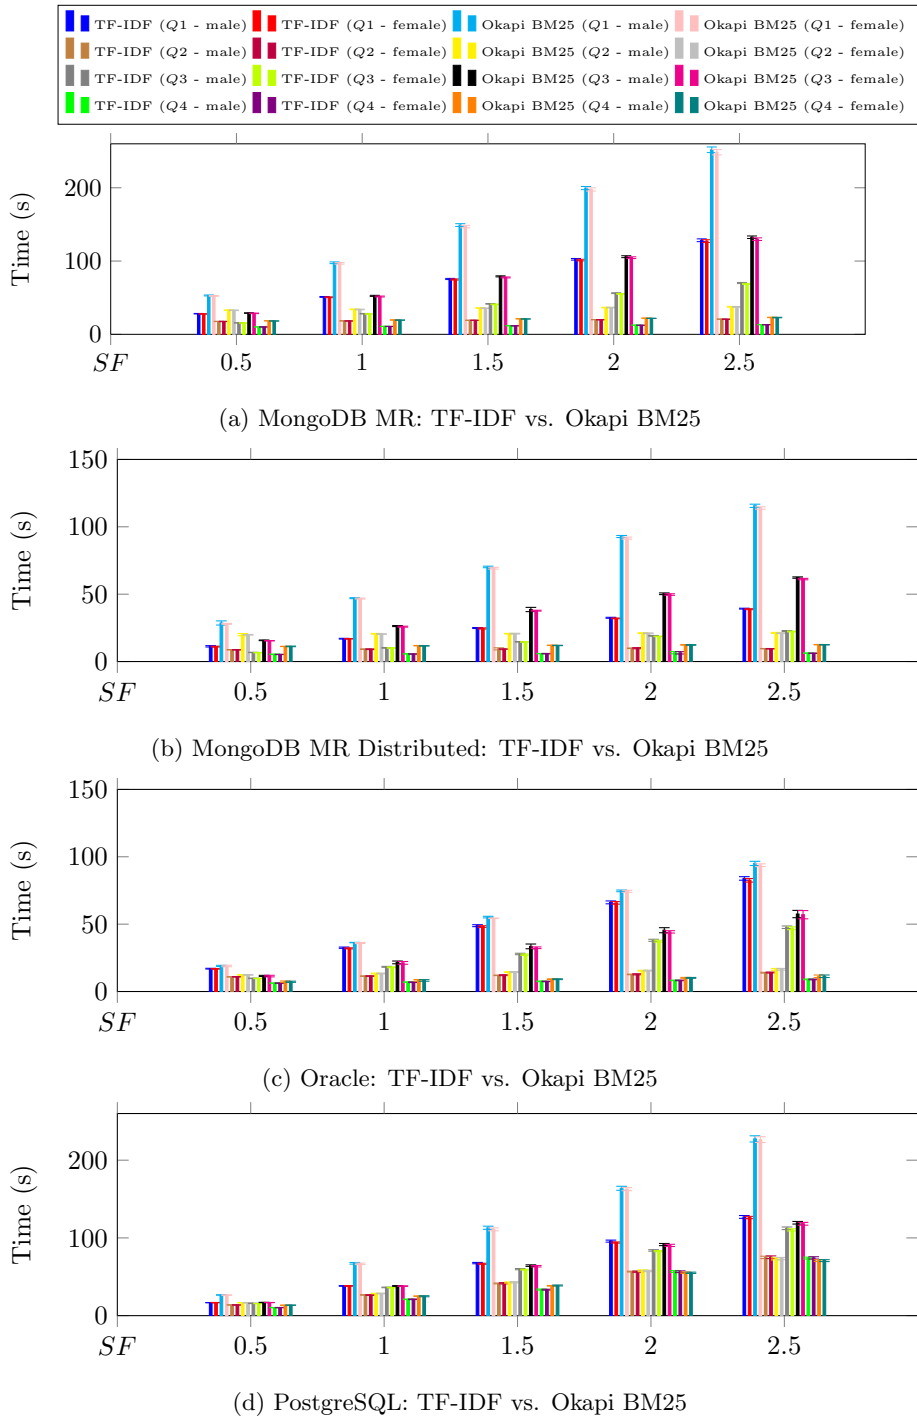 TF-IDF (Q1 - male) TF-IDF (Q1 - female) Okapi BM25 (Q1 - male) Okapi BM25 (Q1 - female)
TF-IDF (Q2 - male) TF-IDF (Q2 - female) Okapi BM25 (Q2 - male) Okapi BM25 (Q2 - female)
TF-IDF (Q3 - male) TF-IDF (Q3 - female) Okapi BM25 (Q3 - male) Okapi BM25 (Q3 - female)
TF-IDF (Q4 - male) TF-IDF (Q4 - female) Okapi BM25 (Q4 - male) Okapi BM25 (Q4 - female)
Time (s)
200
100
0
SF 0.5 1 1.5 2 2.5
(a) MongoDB MR: TF-IDF vs. Okapi BM25
Time (s)
150
100
50
0
SF 0.5 1 1.5 2 2.5
(b) MongoDB MR Distributed: TF-IDF vs. Okapi BM25
Time (s)
150
100
50
0
SF 0.5 1 1.5 2 2.5
(c) Oracle: TF-IDF vs. Okapi BM25
Time (s)
200
100
0
SF 0.5 1 1.5 2 2.5
(d) PostgreSQL: TF-IDF vs. Okapi BM25